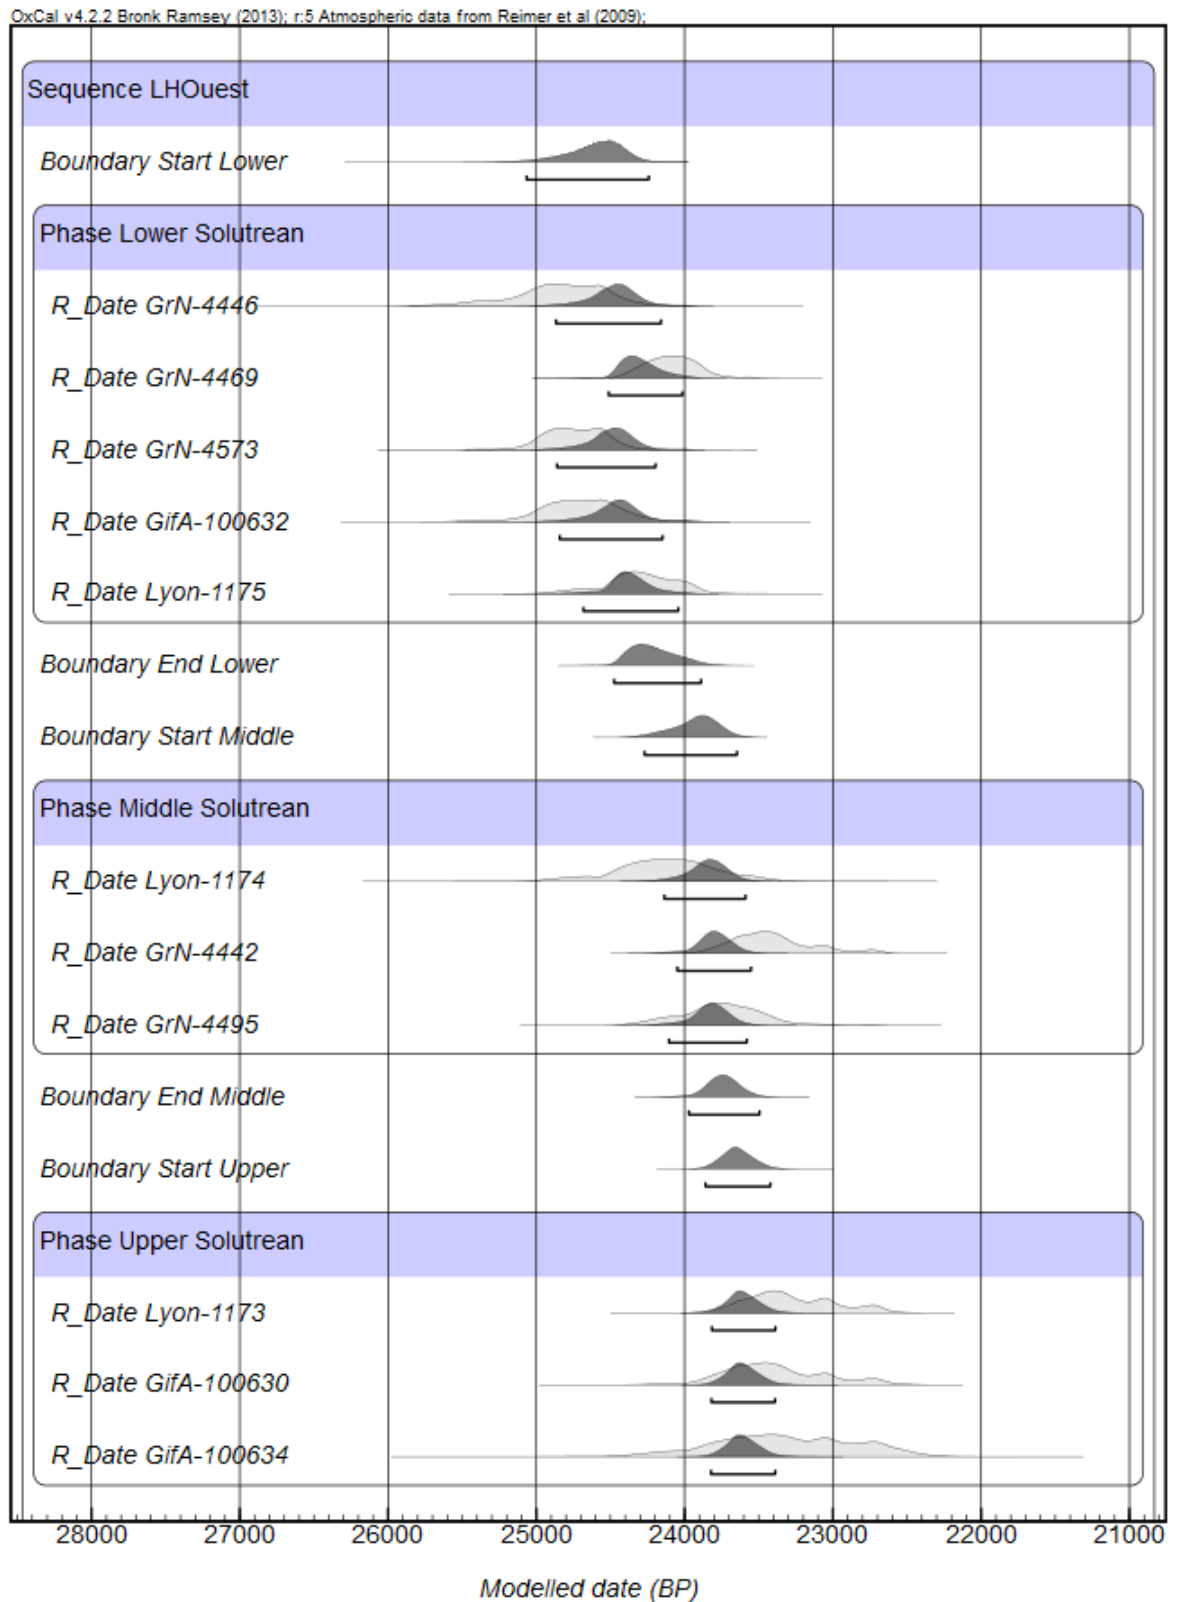 OxCal v4.2.2 Bronk Ramsey (2013); r:5 Atmospheric data from Reimer et al (2009);
Sequence LHOuest
Boundary Start Lower
Phase Lower Solutrean
R_Date GrN-4446
R_Date GrN-4469
R_Date GrN-4573
R_Date GifA-100632
R_Date Lyon-1175
Boundary End Lower
Boundary Start Middle
Phase Middle Solutrean
R_Date Lyon-1174
R_Date GrN-4442
R_Date GrN-4495
Boundary End Middle
Boundary Start Upper
Phase Upper Solutrean
R_Date Lyon-1173
R_Date GifA-100630
R_Date GifA-100634
28000 27000 26000 25000 24000 23000 22000 21000
Modelled date (BP)